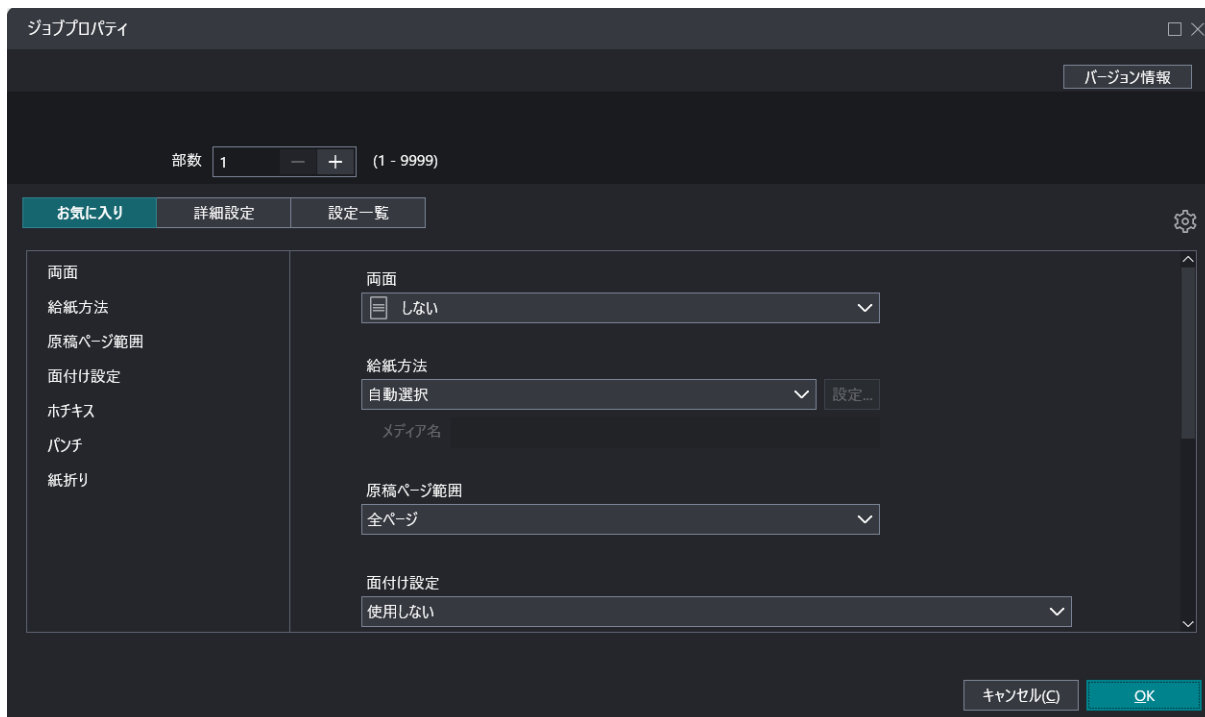 ジョブプロパティ
バージョン情報
部数 1 (1 - 9999)
お気に入り 詳細設定 設定一覧
両面
給紙方法
原稿ページ範囲
面付け設定
ホチキス
パンチ
紙折り
両面
しない
給紙方法
自動選択 設定...
メディア名
原稿ページ範囲
全ページ
面付け設定
使用しない
キャンセル(C) OK